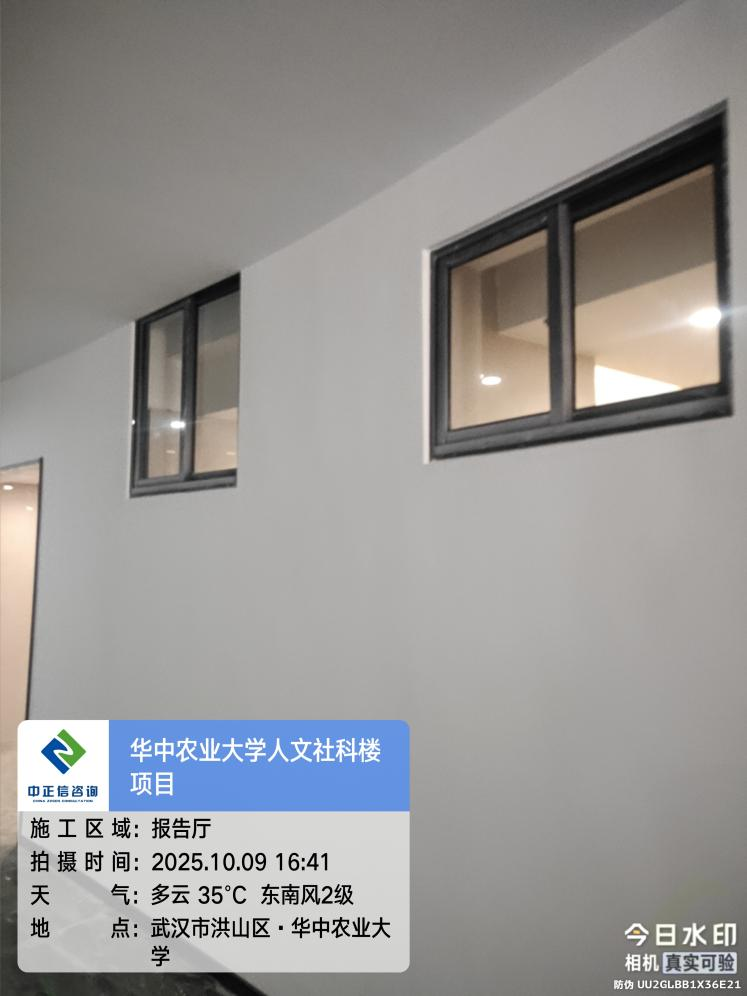 中正信咨询
CHINA ZOSIN CONSULTATION
华中农业大学人文社科楼
项目
施工区域：报告厅
拍摄时间：2025.10.09 16:41
天气：多云 35℃ 东南风2级
地点：武汉市洪山区·华中农业大
学
今日水印
相机 真实可验
防伪 UU2GLBB1X36E21